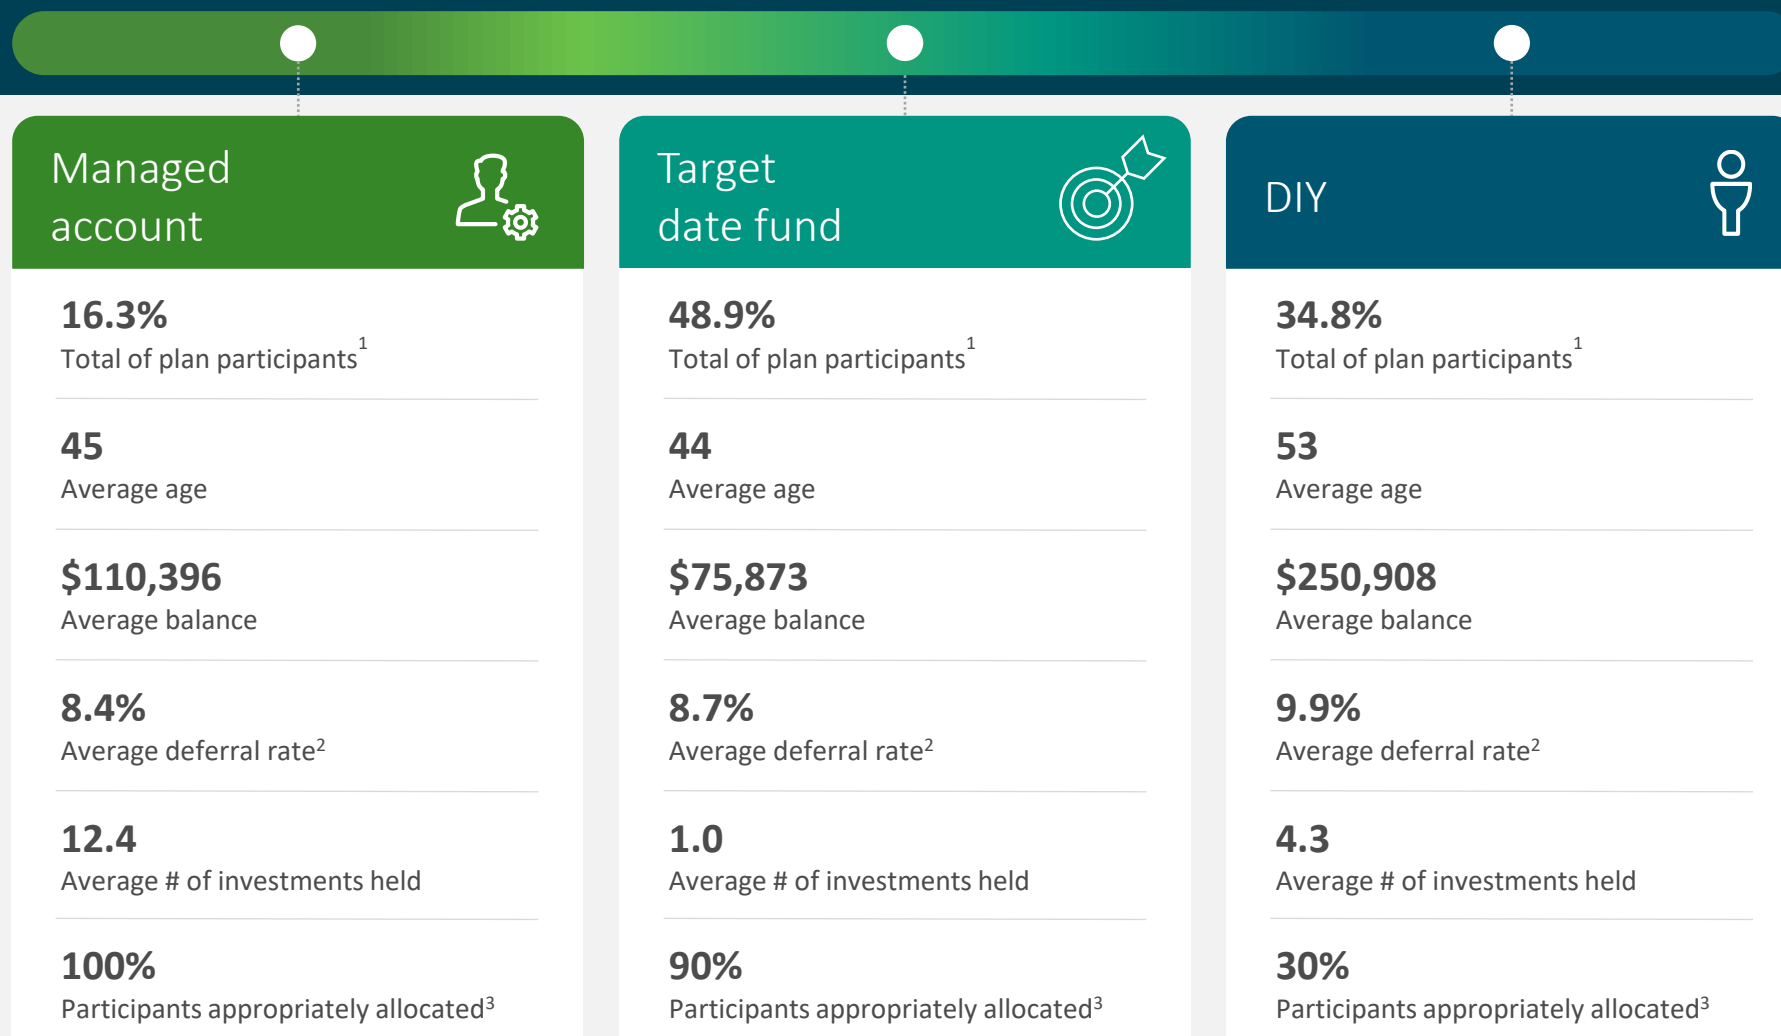 Managed
account
16.3%
Total of plan participants1
45
Average age
$110,396
Average balance
8.4%
Average deferral rate2
12.4
Average # of investments held
100%
Participants appropriately allocated3
Target
date fund
48.9%
Total of plan participants1
44
Average age
$75,873
Average balance
8.7%
Average deferral rate2
1.0
Average # of investments held
90%
Participants appropriately allocated3
DIY
34.8%
Total of plan participants1
53
Average age
$250,908
Average balance
9.9%
Average deferral rate2
4.3
Average # of investments held
30%
Participants appropriately allocated3